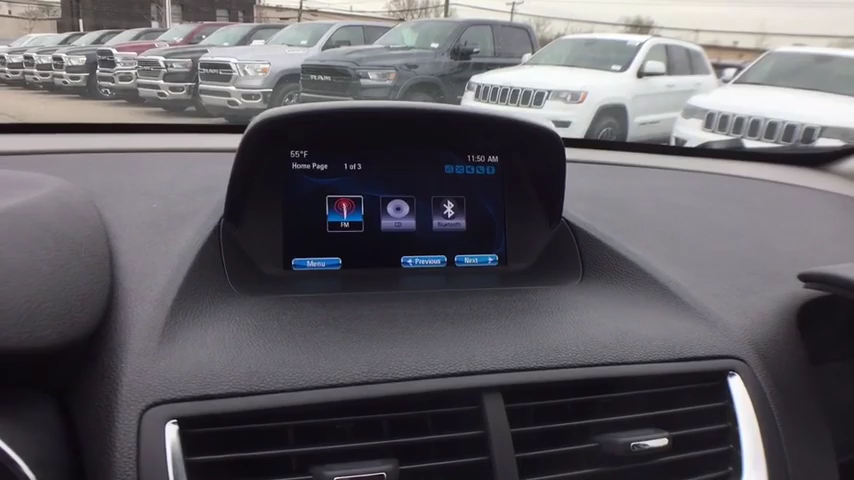 55°F
11:50 AM
Home Page 1 of 3
FM
CD
Bluetooth
Menu
Previous
Next
RAM